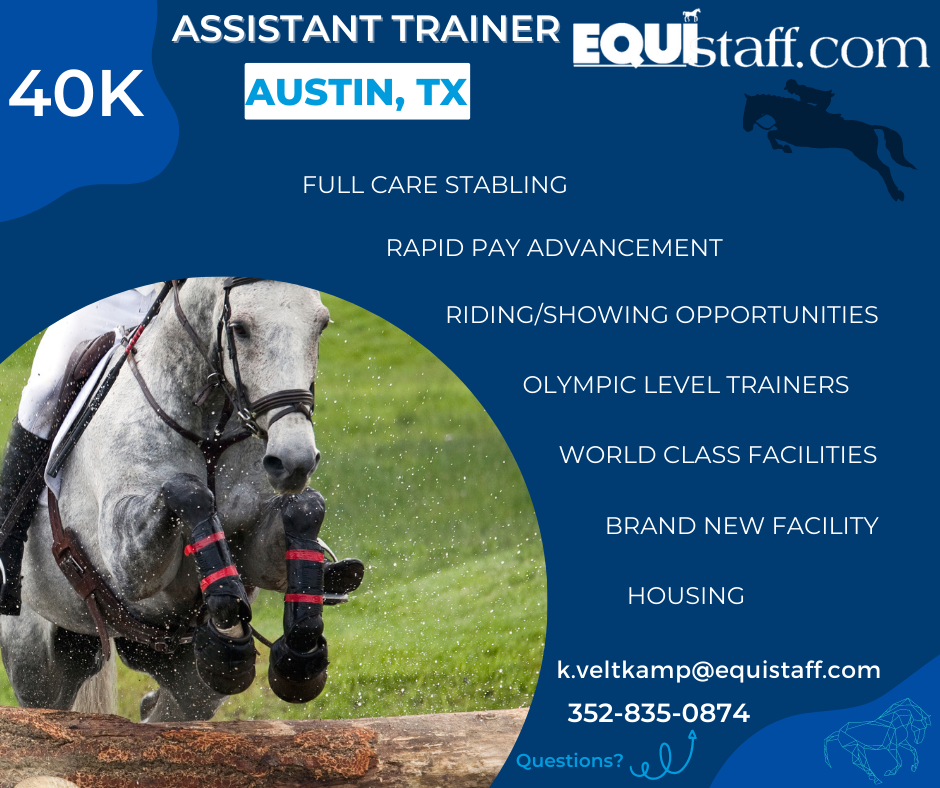 ASSISTANT TRAINER
EQUIstaff.com
40K
AUSTIN, TX
FULL CARE STABLING
RAPID PAY ADVANCEMENT
RIDING/SHOWING OPPORTUNITIES
OLYMPIC LEVEL TRAINERS
WORLD CLASS FACILITIES
BRAND NEW FACILITY
HOUSING
k.veltkamp@equistaff.com
352-835-0874
Questions?